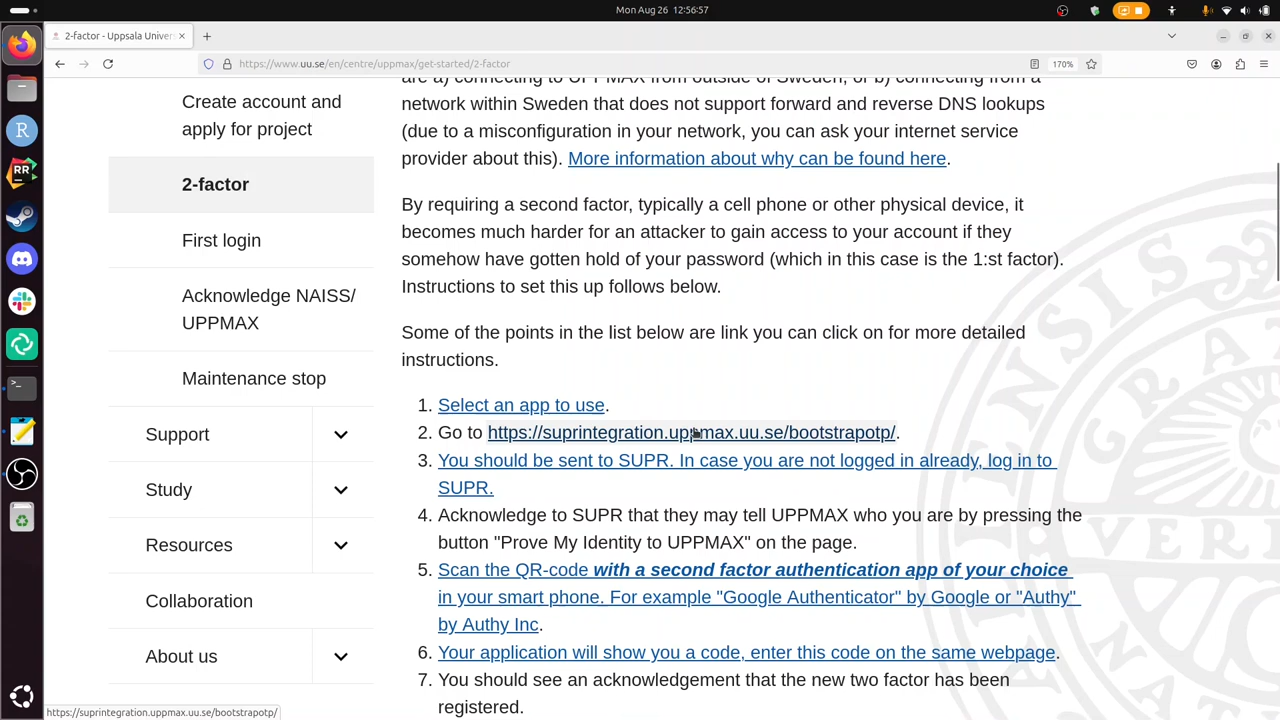 Mon Aug 26 12:56:57
2-factor - Uppsala Univer
https://www.uu.se/en/centre/uppmax/get-started/2-factor
170%
Create account and
apply for project
2-factor
First login
Acknowledge NAISS/
UPPMAX
Maintenance stop
Support
Study
Resources
Collaboration
About us
are a) connecting to UPPMAX from outside of Sweden, or b) connecting from a
network within Sweden that does not support forward and reverse DNS lookups
(due to a misconfiguration in your network, you can ask your internet service
provider about this). More information about why can be found here.
By requiring a second factor, typically a cell phone or other physical device, it
becomes much harder for an attacker to gain access to your account if they
somehow have gotten hold of your password (which in this case is the 1:st factor).
Instructions to set this up follows below.
Some of the points in the list below are link you can click on for more detailed
instructions.
1. Select an app to use.
2. Go to https://suprintegration.uppmax.uu.se/bootstrapotp/.
3. You should be sent to SUPR. In case you are not logged in already, log in to
SUPR.
4. Acknowledge to SUPR that they may tell UPPMAX who you are by pressing the
button "Prove My Identity to UPPMAX" on the page.
5. Scan the QR-code with a second factor authentication app of your choice
in your smart phone. For example "Google Authenticator" by Google or "Authy"
by Authy Inc.
6. Your application will show you a code, enter this code on the same webpage.
7. You should see an acknowledgement that the new two factor has been
registered.
https://suprintegration.uppmax.uu.se/bootstrapotp/